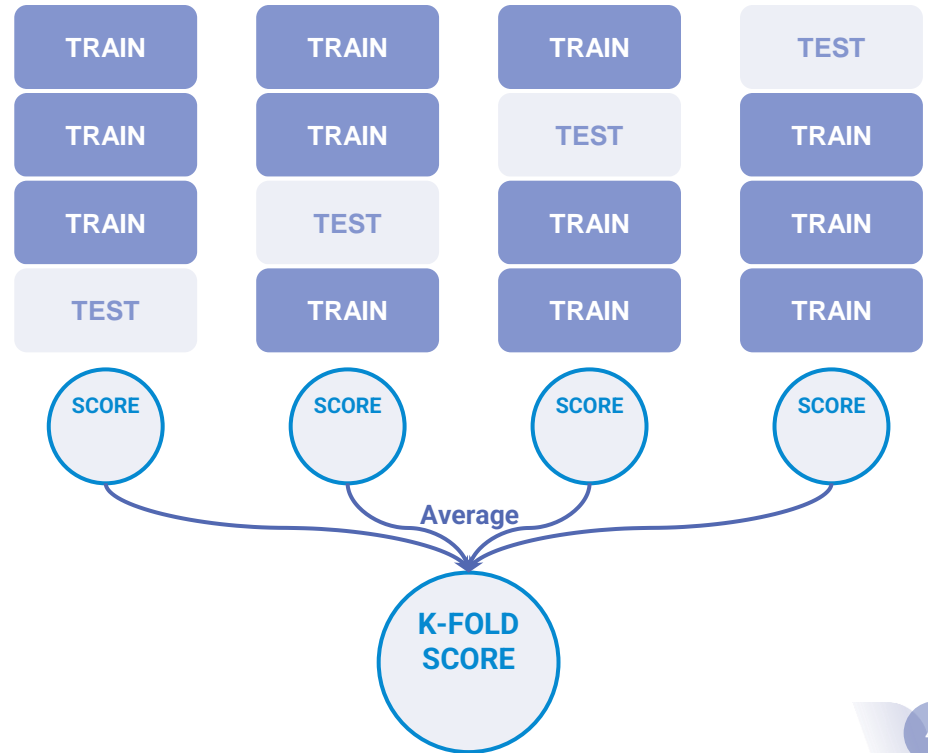 TRAIN TRAIN TRAIN TEST
TRAIN TRAIN TEST TRAIN
TRAIN TEST TRAIN TRAIN
TEST TRAIN TRAIN TRAIN
SCORE SCORE SCORE SCORE
Average
K-FOLD
SCORE